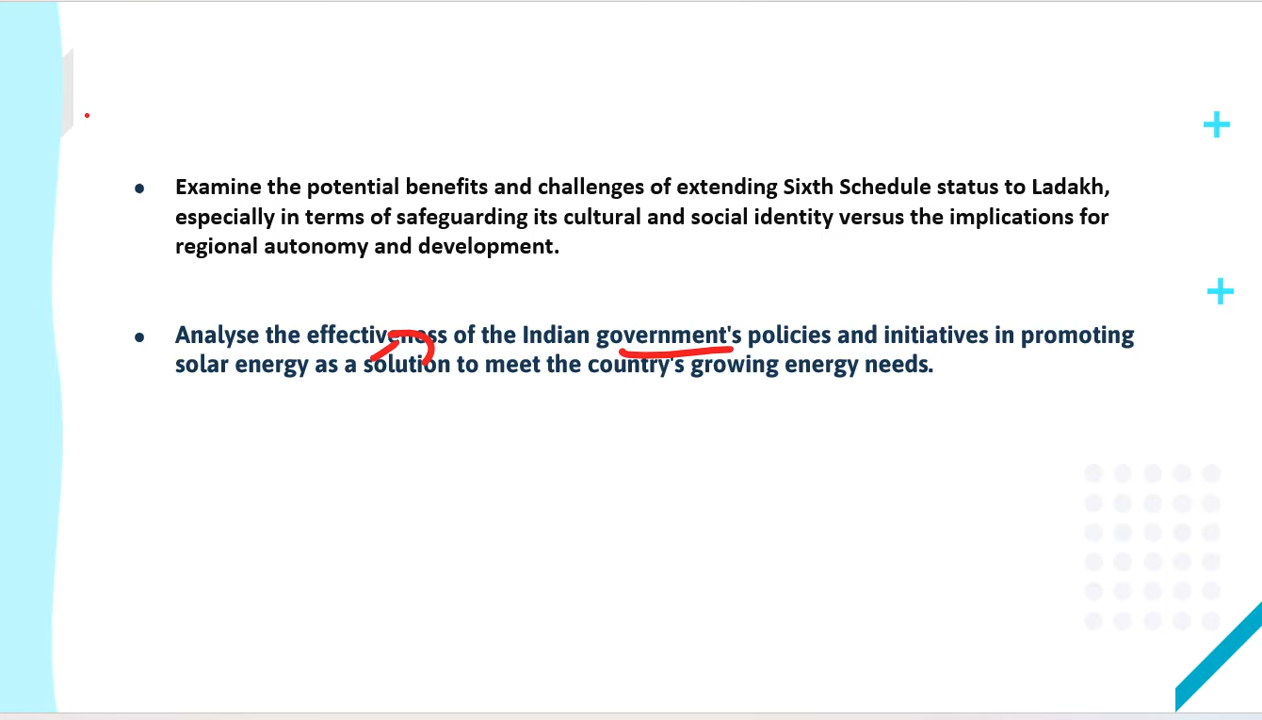 Examine the potential benefits and challenges of extending Sixth Schedule status to Ladakh,
especially in terms of safeguarding its cultural and social identity versus the implications for
regional autonomy and development.
Analyse the effectiveness of the Indian government's policies and initiatives in promoting
solar energy as a solution to meet the country's growing energy needs.